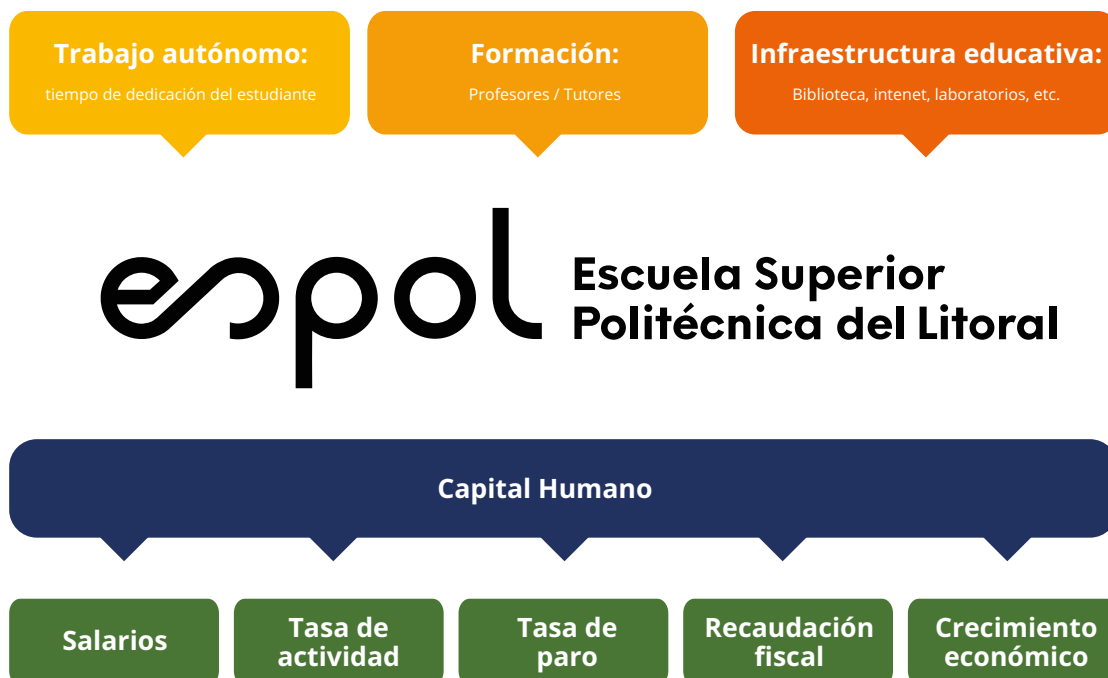 Trabajo autónomo:
tiempo de dedicación del estudiante
Formación:
Profesores / Tutores
Infraestructura educativa:
Biblioteca, intenet, laboratorios, etc.
espol
Escuela Superior
Politécnica del Litoral
Capital Humano
Salarios
Tasa de
actividad
Tasa de
paro
Recaudación
fiscal
Crecimiento
económico